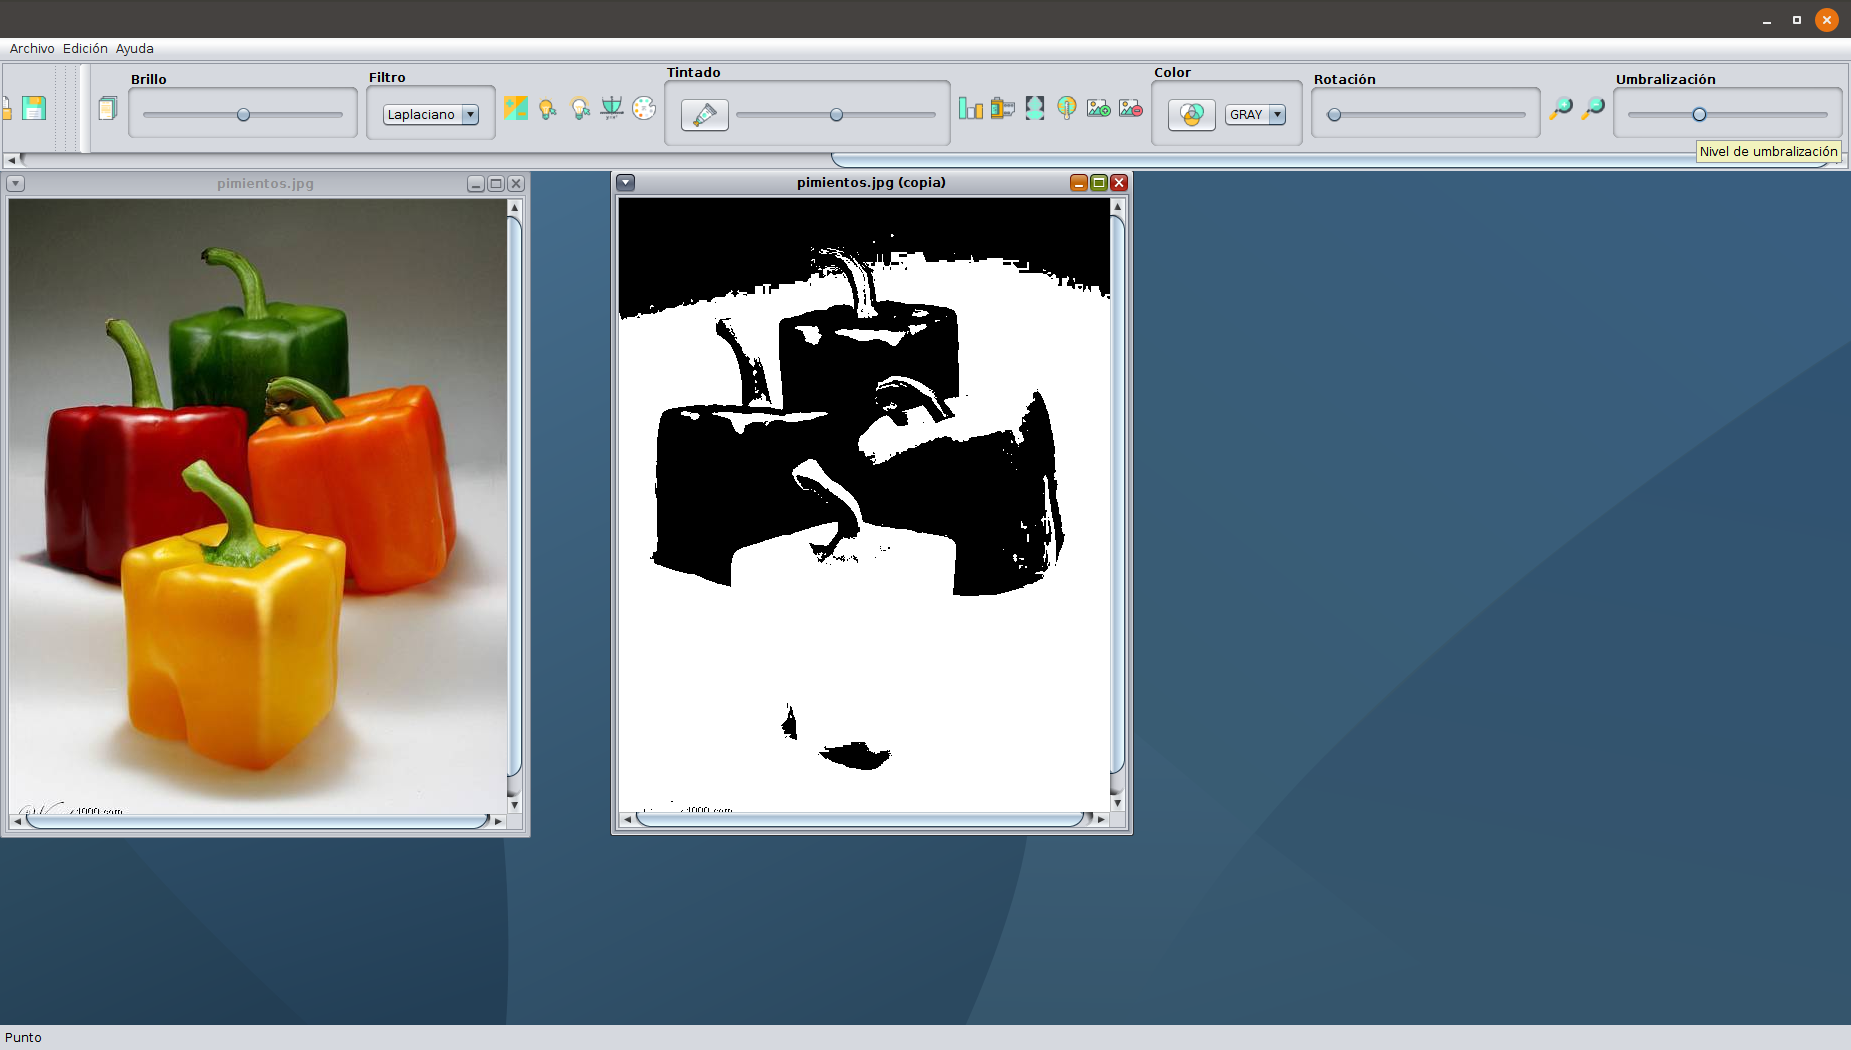 Archivo Edición Ayuda
Brillo
Filtro
Tintado
Color
Rotación
Umbralización
Laplaciano
GRAY
Nivel de umbralización
pimientos.jpg
pimientos.jpg (copia)
Punto